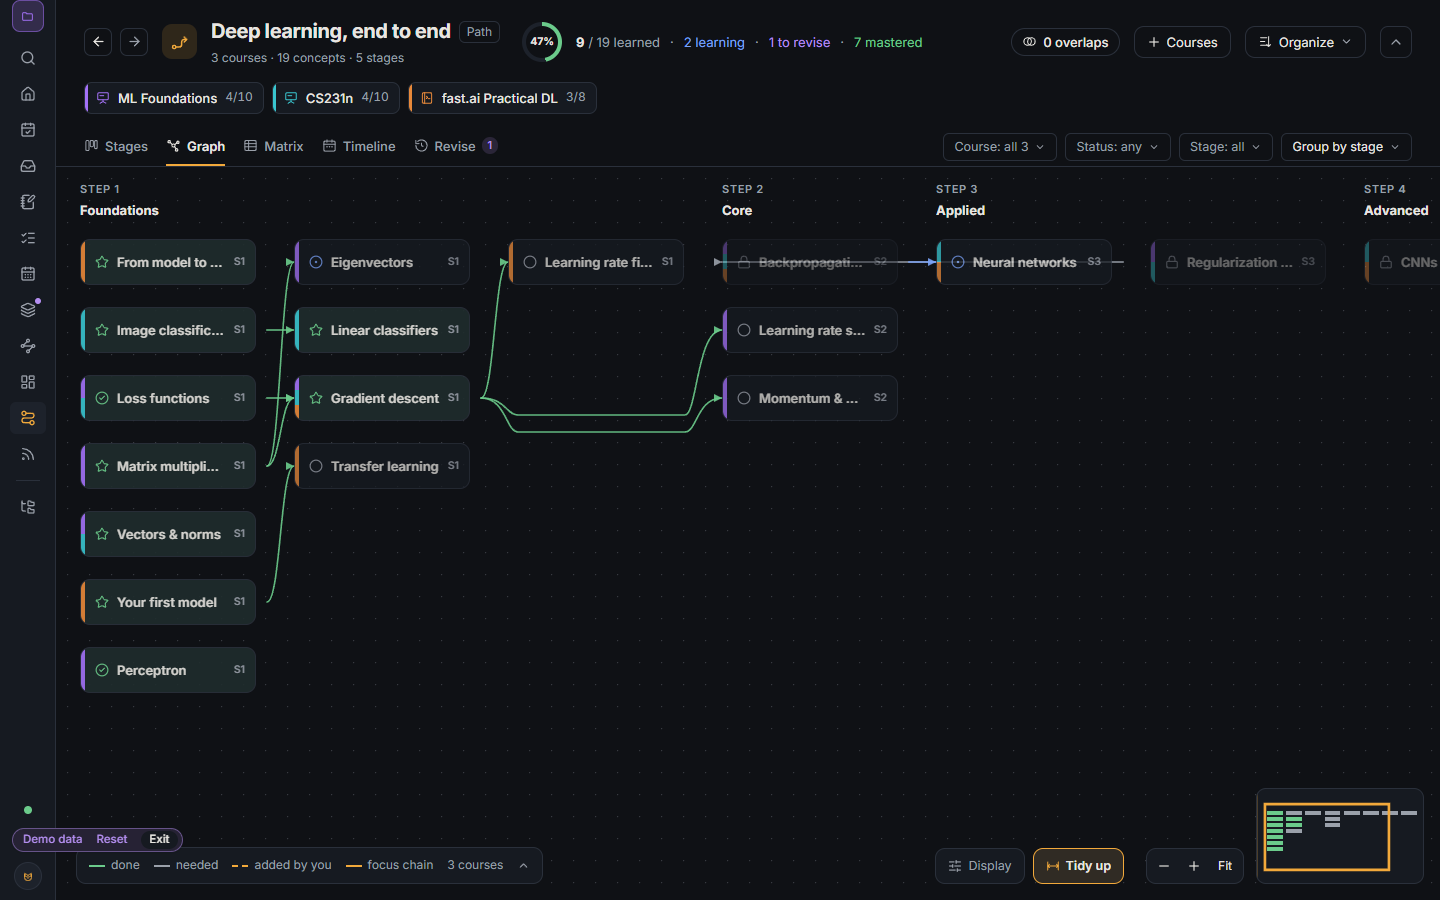 Deep learning, end to end Path
3 courses · 19 concepts · 5 stages
47%
9 / 19 learned · 2 learning · 1 to revise · 7 mastered
0 overlaps
+ Courses
Organize
ML Foundations 4/10
CS231n 4/10
fast.ai Practical DL 3/8
Stages
Graph
Matrix
Timeline
Revise 1
Course: all 3
Status: any
Stage: all
Group by stage
STEP 1
Foundations
STEP 2
Core
STEP 3
Applied
STEP 4
Advanced
From model to ... S1
Eigenvectors S1
Learning rate fi... S1
Backpropagati... S2
Neural networks S3
Regularization ... S3
CNNs
Image classific... S1
Linear classifiers S1
Learning rate s... S2
Loss functions S1
Gradient descent S1
Momentum & ... S2
Matrix multipli... S1
Transfer learning S1
Vectors & norms S1
Your first model S1
Perceptron S1
Demo data Reset Exit
done
needed
added by you
focus chain
3 courses
Display
Tidy up
Fit